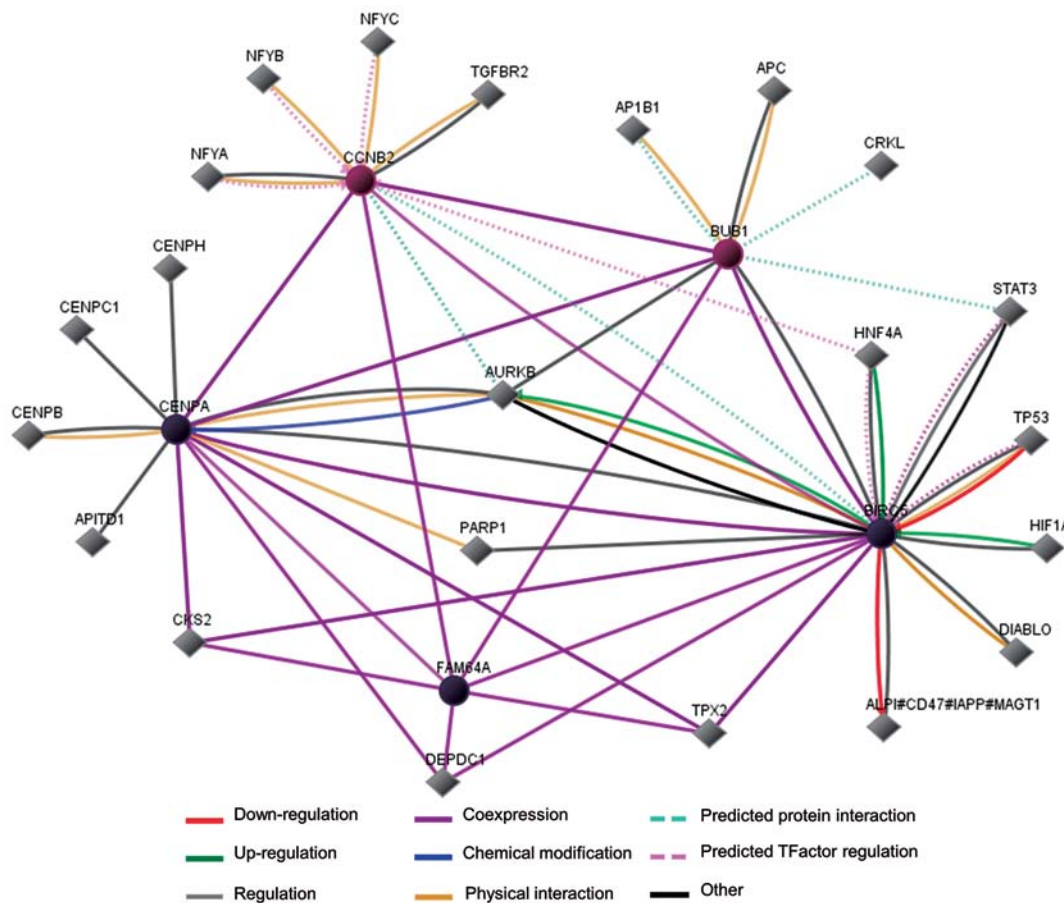 NFYC
NFYB
TGFBR2
APC
AP1B1
NFYA
CCNB2
CRKL
BUB1
CENPH
STAT3
CENPC1
HNF4A
AURKB
CENPB
CENPA
TP53
APITD1
PARP1
BIRC5
HIF1A
CKS2
DIABLO
FAM64A
TPX2
ALPI#CD47#IAPP#MAGT1
DEPDC1
Down-regulation
Coexpression
Predicted protein interaction
Up-regulation
Chemical modification
Predicted TFactor regulation
Regulation
Physical interaction
Other